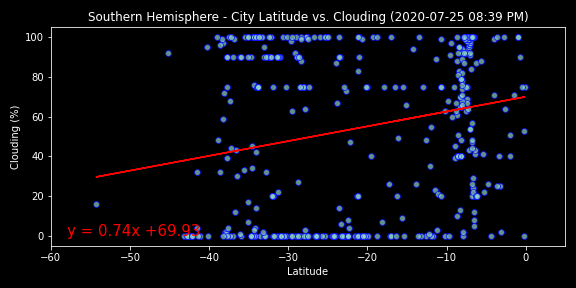 Southern Hemisphere - City Latitude vs. Clouding (2020-07-25 08:39 PM)
100
80
60
40
20
0
Clouding (%)
y = 0.74x +69.93
−60 −50 −40 −30 −20 −10 0
Latitude